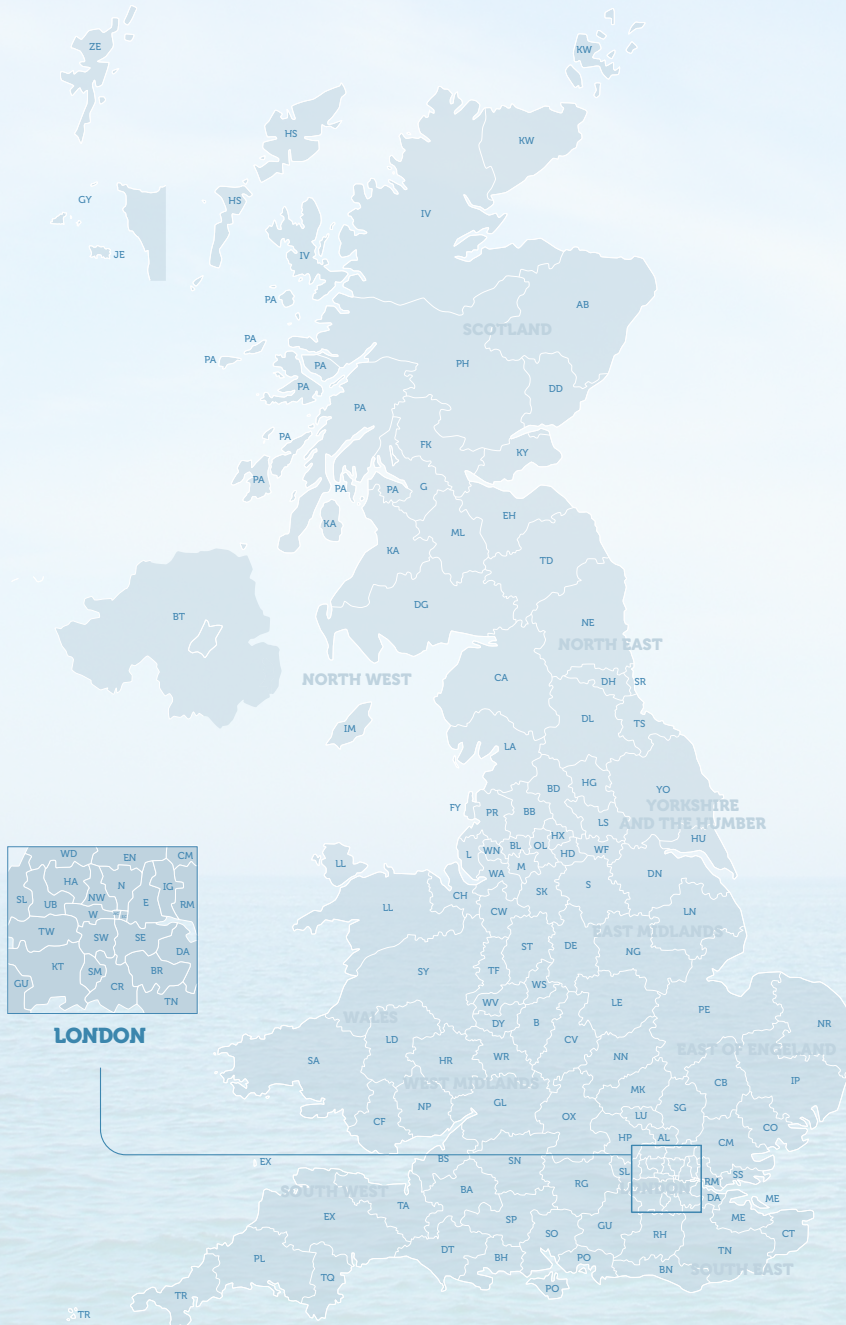 ZE
KW
HS
KW
GY
HS
IV
JE
IV
PA
AB
SCOTLAND
PA
PA
PA
PH
PA
DD
PA
PA
FK
KY
PA
PA
PA
G
EH
KA
ML
KA
TD
DG
BT
NE
NORTH EAST
NORTH WEST
CA
DH
SR
IM
DL
TS
LA
HG
BD
YO
YORKSHIRE
AND THE HUMBER
FY
PR
BB
LS
HX
HU
L
WN
BL
OL
HD
WF
LL
M
WA
DN
S
SK
CH
LL
CW
LN
EAST MIDLANDS
ST
DE
NG
SY
TF
WS
WV
LE
PE
WALES
DY
B
NR
LD
CV
EAST OF ENGELAND
SA
HR
WR
NN
WEST MIDLANDS
MK
CB
IP
NP
GL
SG
CF
OX
LU
CO
HP
AL
CM
EX
BS
SN
SL
SS
RM
LONDON
SOUTH WEST
BA
RG
DA
ME
TA
EX
SP
GU
ME
SO
RH
CT
DT
BH
PO
TN
PL
BN
SOUTH EAST
TQ
PO
TR
TR
WD
EN
CM
HA
N
IG
SL
UB
NW
E
RM
W
TW
SW
SE
DA
KT
SM
BR
GU
CR
TN
LONDON